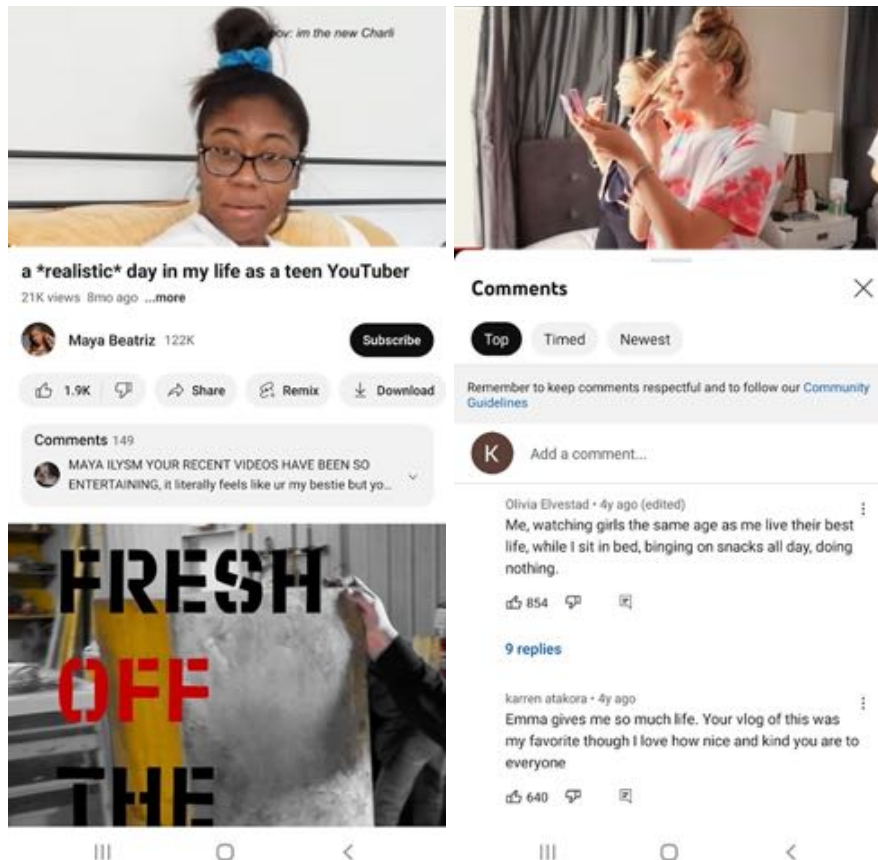 pov: im the new Charli
a *realistic* day in my life as a teen YouTuber
21K views 8mo ago ...more
Maya Beatriz 122K
Subscribe
1.9K
Share
Remix
Download
Comments 149
MAYA ILYSM YOUR RECENT VIDEOS HAVE BEEN SO
ENTERTAINING, it literally feels like ur my bestie but yo...
FRESH
OFF
THE
Comments
Top
Timed
Newest
Remember to keep comments respectful and to follow our Community
Guidelines
K
Add a comment...
Olivia Elvestad • 4y ago (edited)
Me, watching girls the same age as me live their best
life, while I sit in bed, binging on snacks all day, doing
nothing.
854
9 replies
karren atakora • 4y ago
Emma gives me so much life. Your vlog of this was
my favorite though I love how nice and kind you are to
everyone
640